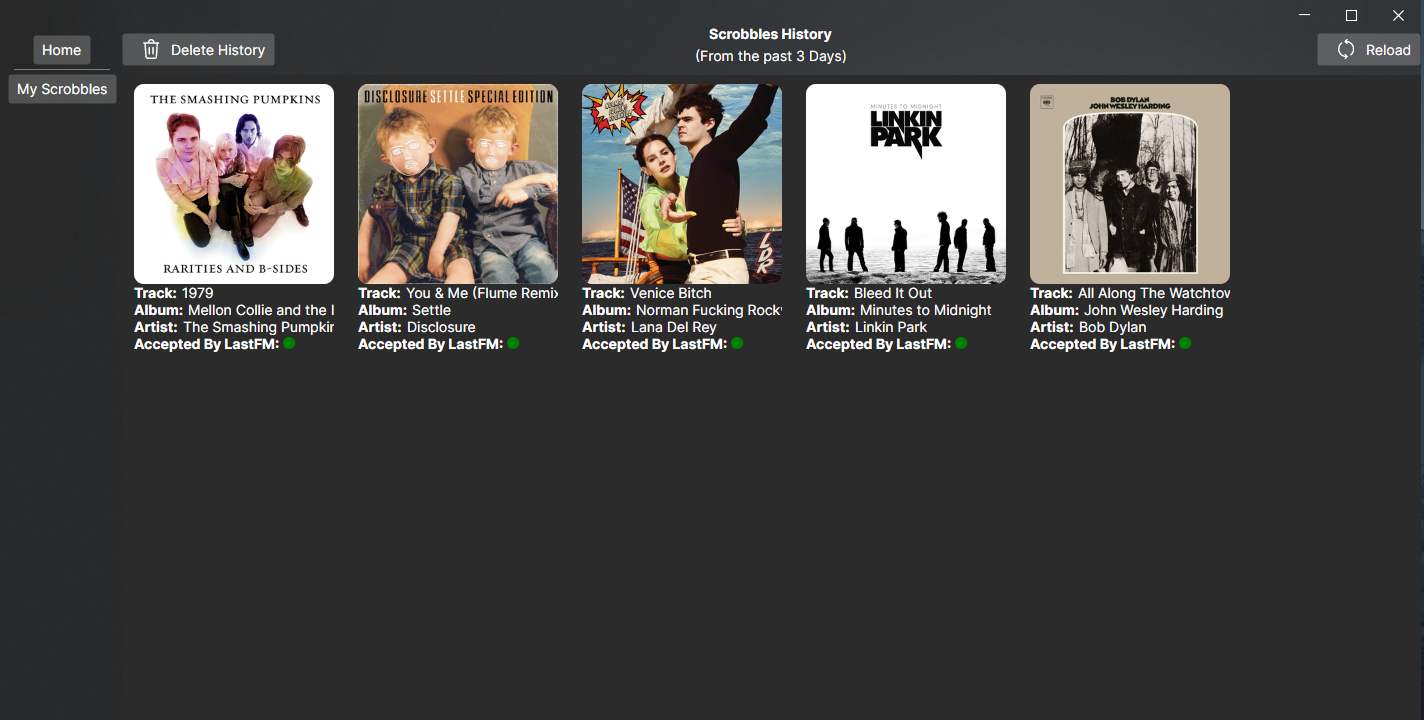 Scrobbles History
(From the past 3 Days)
Home
Delete History
Reload
My Scrobbles
THE SMASHING PUMPKINS
RARITIES AND B-SIDES
Track: 1979
Album: Mellon Collie and the
Artist: The Smashing Pumpkin
Accepted By LastFM:
DISCLOSURE SETTLE SPECIAL EDITION
Track: You & Me (Flume Remix
Album: Settle
Artist: Disclosure
Accepted By LastFM:
LDR
Track: Venice Bitch
Album: Norman Fucking Rock
Artist: Lana Del Rey
Accepted By LastFM:
MINUTES TO MIDNIGHT
LINKIN
PARK
Track: Bleed It Out
Album: Minutes to Midnight
Artist: Linkin Park
Accepted By LastFM:
BOB DYLAN
JOHN WESLEY HARDING
Track: All Along The Watchtow
Album: John Wesley Harding
Artist: Bob Dylan
Accepted By LastFM: